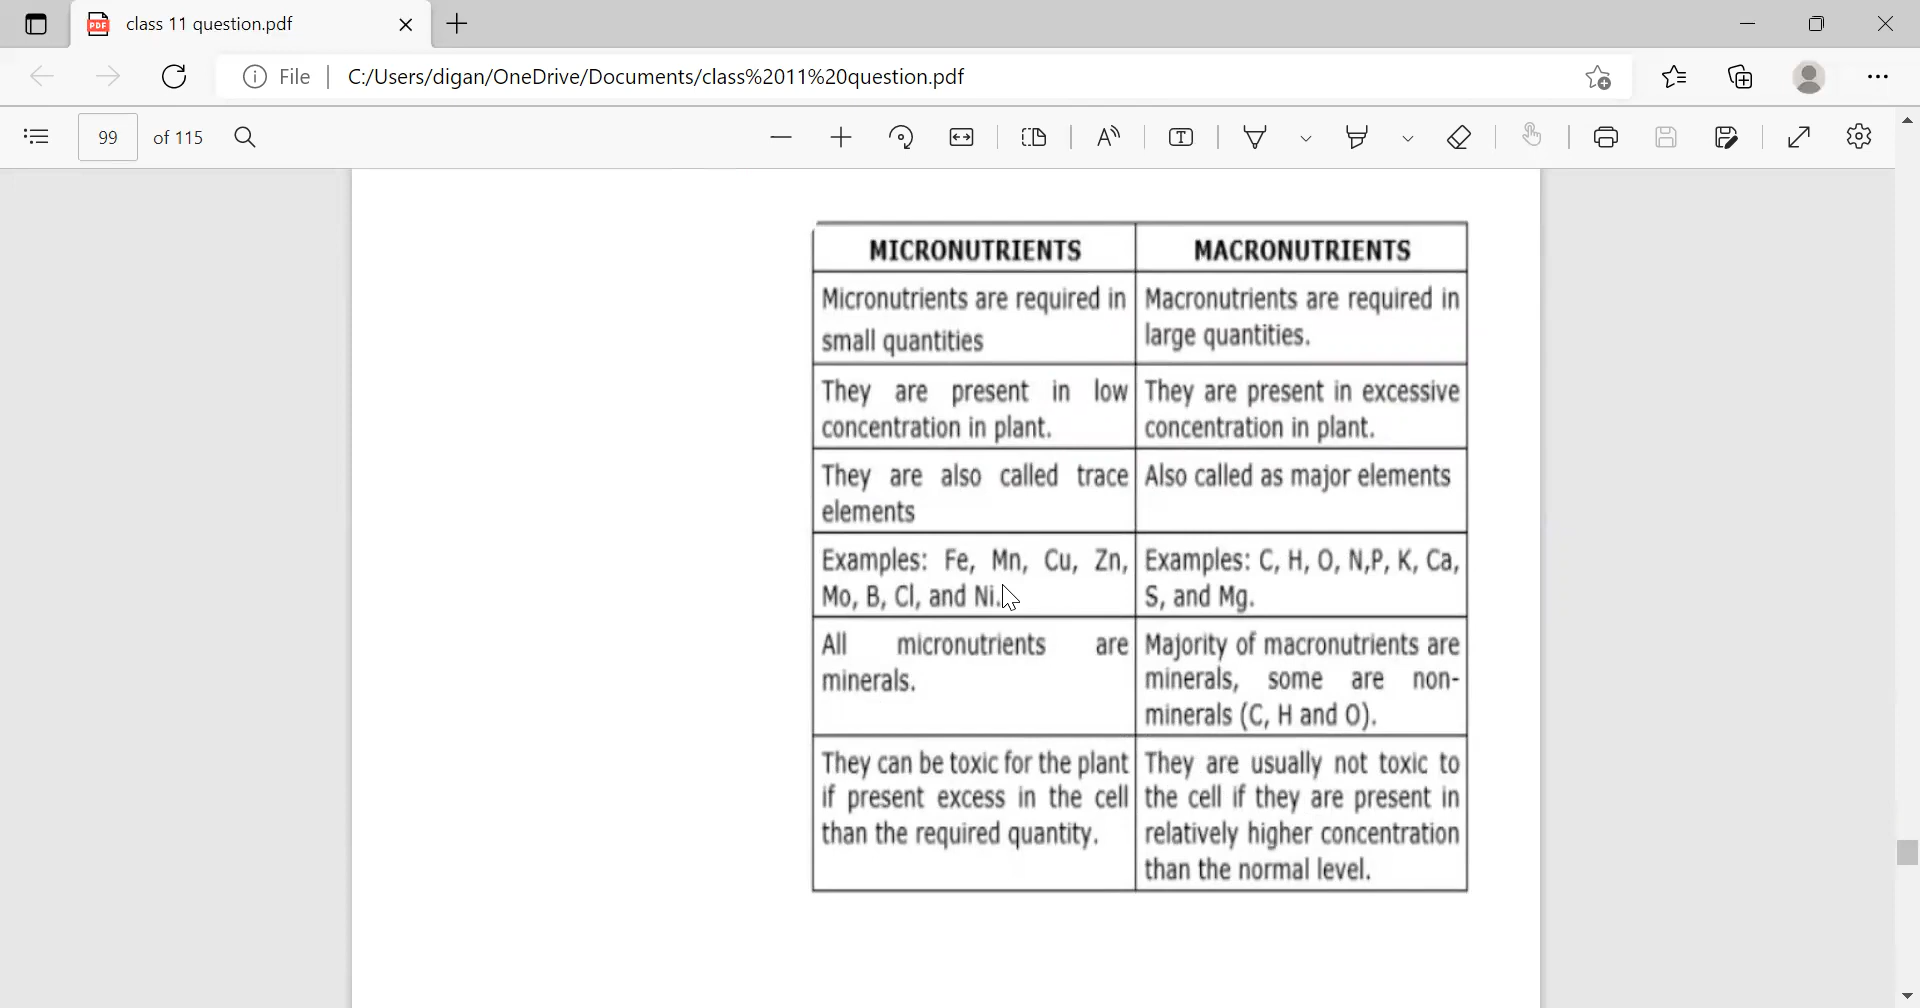 class 11 question.pdf
File
C:/Users/digan/OneDrive/Documents/class%2011%20question.pdf
99 of 115
MICRONUTRIENTS
MACRONUTRIENTS
Micronutrients are required in
small quantities
Macronutrients are required in
large quantities.
They are present in low
concentration in plant.
They are present in excessive
concentration in plant.
They are also called trace
elements
Also called as major elements
Examples: Fe, Mn, Cu, Zn,
Mo, B, Cl, and Ni.
Examples: C, H, O, N,P, K, Ca,
S, and Mg.
All micronutrients are
minerals.
Majority of macronutrients are
minerals, some are non-
minerals (C, H and O).
They can be toxic for the plant
if present excess in the cell
than the required quantity.
They are usually not toxic to
the cell if they are present in
relatively higher concentration
than the normal level.